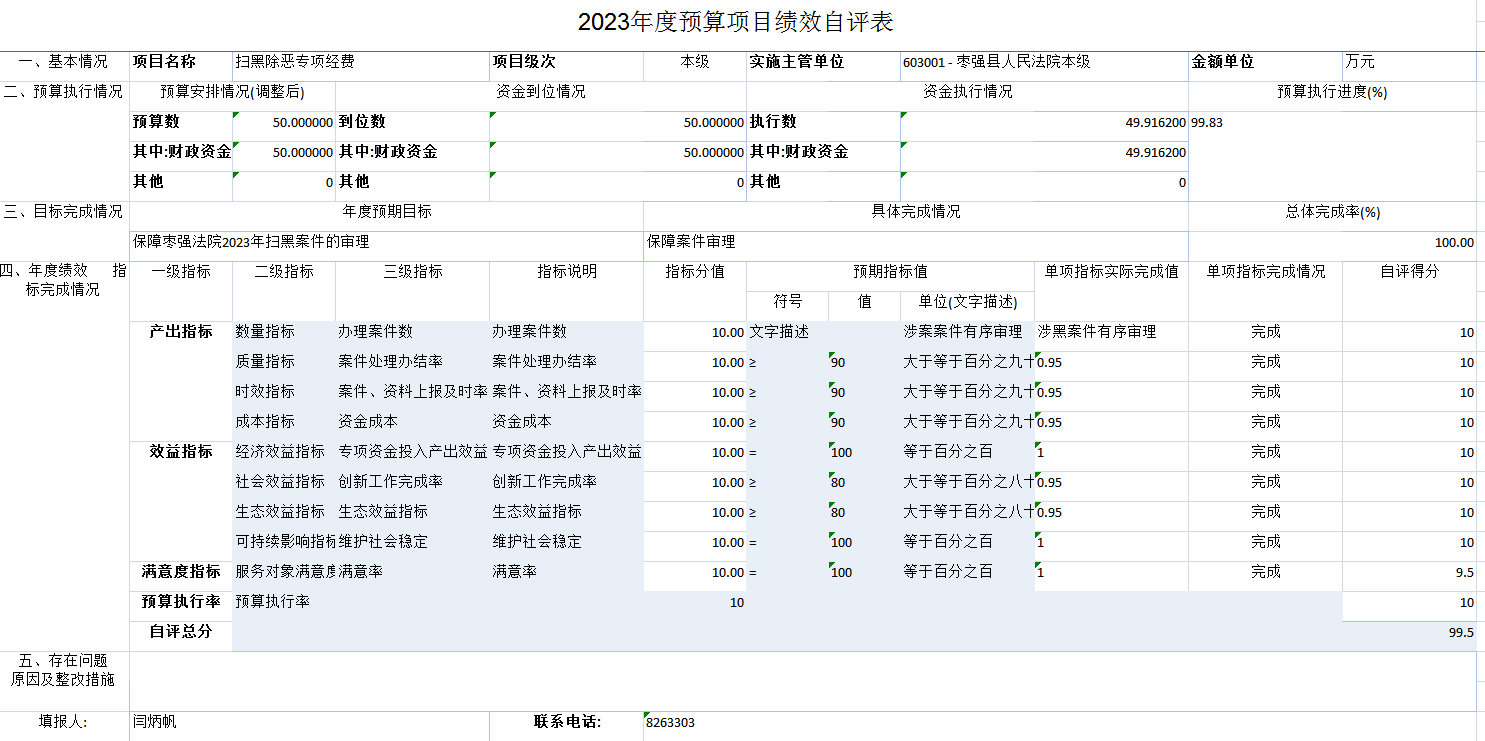 2023年度预算项目绩效自评表
一、基本情况 项目名称 扫黑除恶专项经费 项目级次 本级 实施主管单位 603001 - 枣强县人民法院本级 金额单位 万元
二、预算执行情况 预算安排情况(调整后) 资金到位情况 资金执行情况 预算执行进度(%)
预算数 50.000000 到位数 50.000000 执行数 49.916200 99.83
其中:财政资金 50.000000 其中:财政资金 50.000000 其中:财政资金 49.916200
其他 0 其他 0 其他 0
三、目标完成情况 年度预期目标 具体完成情况 总体完成率(%)
保障枣强法院2023年扫黑案件的审理 保障案件审理 100.00
四、年度绩效 指 一级指标 二级指标 三级指标 指标说明 指标分值 预期指标值 单项指标实际完成值 单项指标完成情况 自评得分
标完成情况
符号 值 单位(文字描述)
产出指标 数量指标 办理案件数 办理案件数 10.00 文字描述 涉案案件有序审理 涉黑案件有序审理 完成 10
质量指标 案件处理办结率 案件处理办结率 10.00 ≥ 90 大于等于百分之九十 0.95 完成 10
时效指标 案件、资料上报及时率 案件、资料上报及时率 10.00 ≥ 90 大于等于百分之九十 0.95 完成 10
成本指标 资金成本 资金成本 10.00 ≥ 90 大于等于百分之九十 0.95 完成 10
效益指标 经济效益指标 专项资金投入产出效益 专项资金投入产出效益 10.00 = 100 等于百分之百 1 完成 10
社会效益指标 创新工作完成率 创新工作完成率 10.00 ≥ 80 大于等于百分之八十 0.95 完成 10
生态效益指标 生态效益指标 生态效益指标 10.00 ≥ 80 大于等于百分之八十 0.95 完成 10
可持续影响指标 维护社会稳定 维护社会稳定 10.00 = 100 等于百分之百 1 完成 10
满意度指标 服务对象满意度 满意率 满意率 10.00 = 100 等于百分之百 1 完成 9.5
预算执行率 预算执行率 10 10
自评总分 99.5
五、存在问题
原因及整改措施
填报人: 闫炳帆 联系电话: 8263303